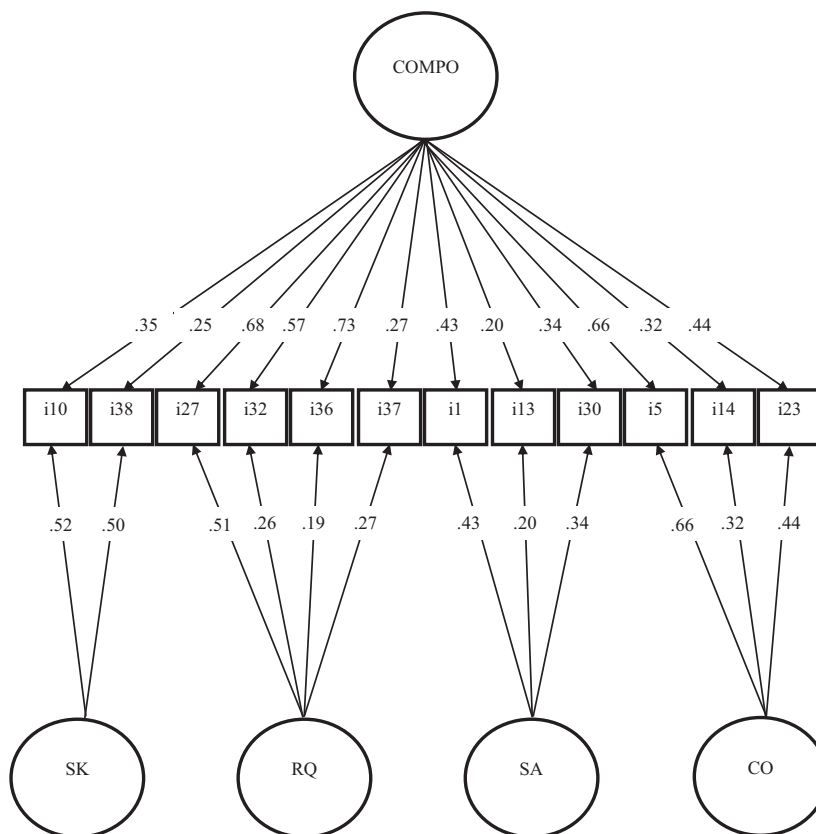 COMPO
.35 .25 .68 .57 .73 .27 .43 .20 .34 .66 .32 .44
i10 i38 i27 i32 i36 i37 i1 i13 i30 i5 i14 i23
.52 .50 .51 .26 .19 .27 .43 .20 .34 .66 .32 .44
SK RQ SA CO